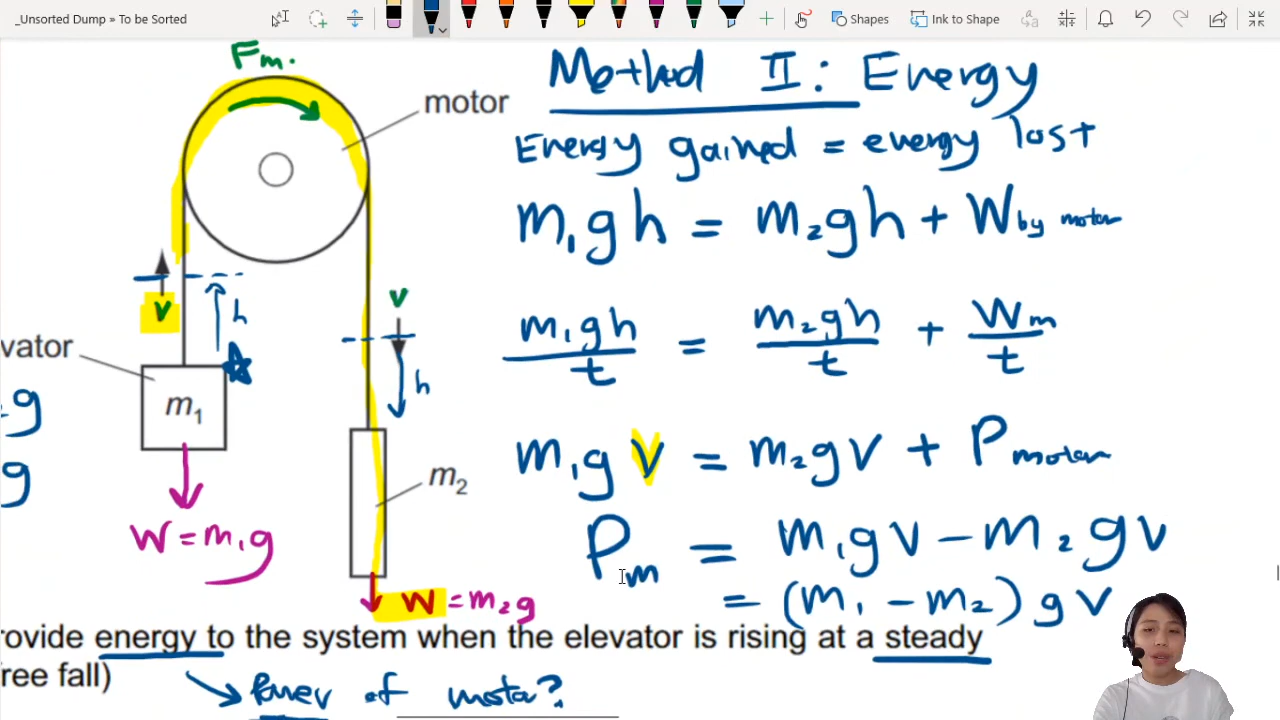 _Unsorted Dump » To be Sorted
Shapes
Ink to Shape
Fm.
motor
Method II: Energy
Energy gained = energy lost
m₁gh = m₂gh + W by motor
v
h
v
h
vator
m₁
m₂
m₁gh/t = m₂gh/t + Wm/t
g
g
m₁gv = m₂gv + P motor
W = m₁g
Pm = m₁gv − m₂gv
= (m₁ − m₂)gv
W = m₂g
rovide energy to the system when the elevator is rising at a steady
ree fall)
Power of motor?